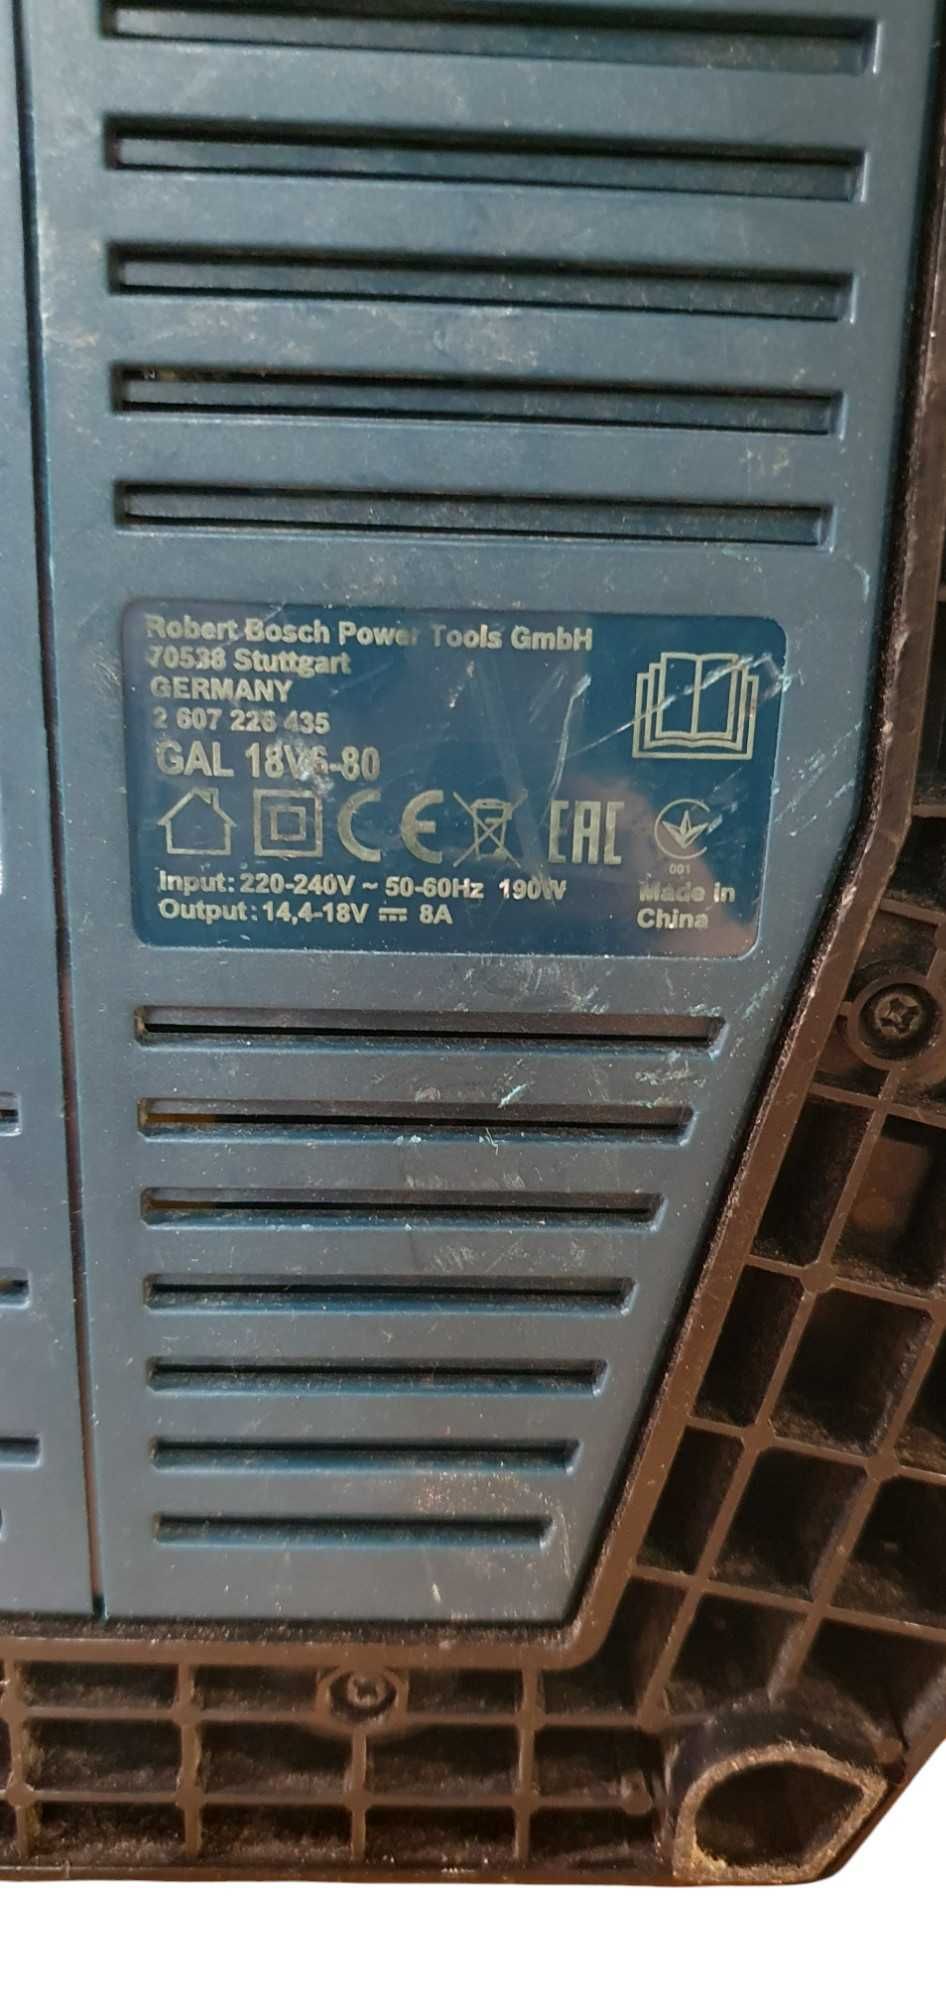 Robert Bosch Power Tools GmbH
70538 Stuttgart
GERMANY
2 607 226 435
GAL 18V6-80
CE EAC
001
Input: 220-240V ~ 50-60Hz 190W
Output: 14,4-18V ⎓ 8A
Made in
China